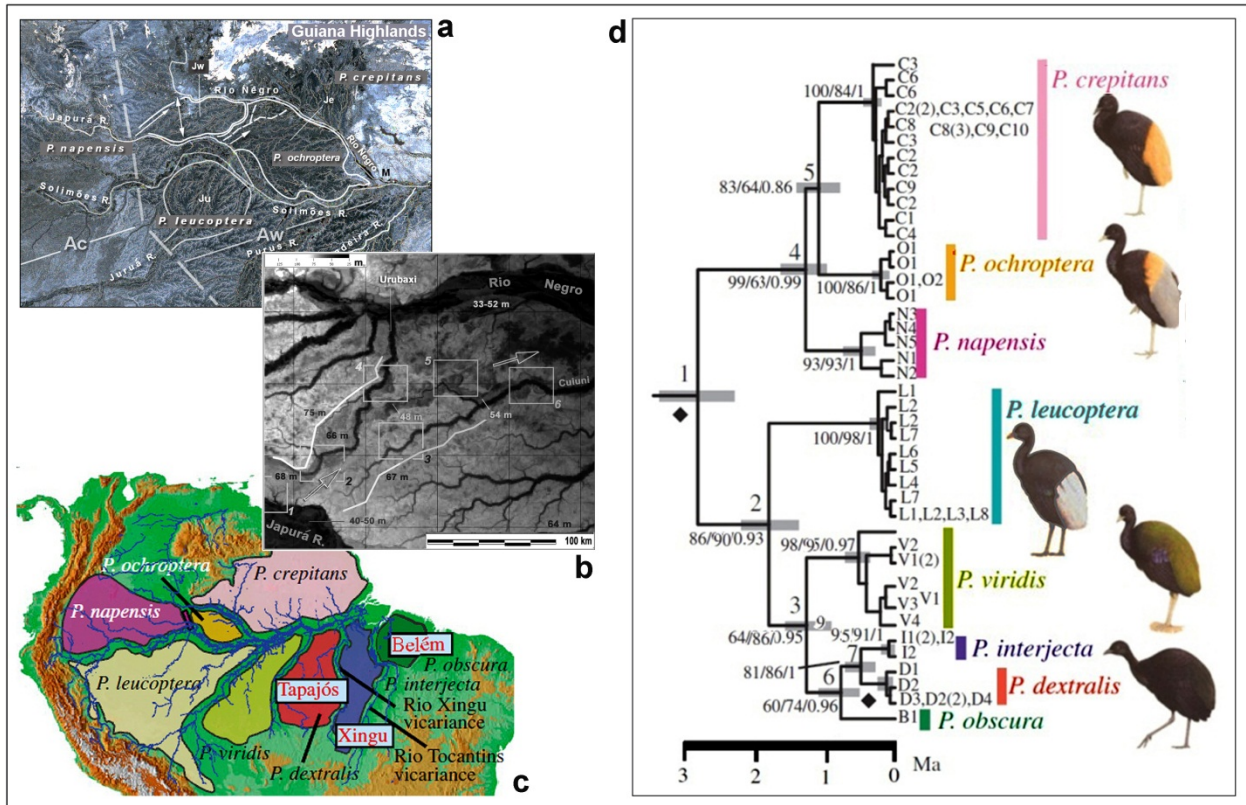 a
Guiana Highlands
P. crepitans
Jw
Rio Negro
Je
Japurá R.
P. napensis
P. ochroptera
Rio Negro
M
Solimões R.
Ju
P. leucoptera
Solimões R.
Ac
Aw
Purus R.
Juruá R.
deira R.
m.
Urubaxi
Rio Negro
33-52 m
4
5
6
Cuiuni
75 m
48 m
54 m
66 m
68 m
2
3
67 m
1
40-50 m
64 m
Japurá R.
100 km
b
P. ochroptera
P. crepitans
P. napensis
Belém
P. obscura
P. leucoptera
P. interjecta
Tapajós
Rio Xingu
vicariance
Xingu
P. viridis
Rio Tocantins
vicariance
P. dextralis
c
d
C3
C6
C6
100/84/1
C2(2),C3,C5,C6,C7
C8
C8(3),C9,C10
C3
C2
C2
C9
C2
C1
C4
P. crepitans
5
83/64/0.86
4
99/63/0.99
O1
O1
O1,O2
O1
100/86/1
P. ochroptera
N3
N4
N5
N1
N2
93/93/1
P. napensis
1
L1
L2
L2
L7
L6
L5
L4
L7
L1,L2,L3,L8
100/98/1
P. leucoptera
2
86/90/0.93
98/95/0.97
V2
V1(2)
V2
V3
V1
V4
P. viridis
3
64/86/0.95
9
95/91/1
I1(2),I2
I2
P. interjecta
7
81/86/1
D1
D2
D3,D2(2),D4
P. dextralis
6
60/74/0.96
B1
P. obscura
3
2
1
0
Ma